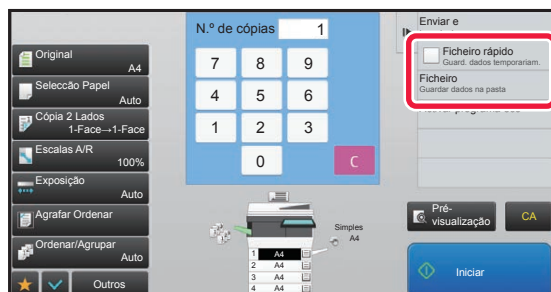 Original
A4
Selecção Papel
Auto
Cópia 2 Lados
1-Face→1-Face
Escalas A/R
100%
Exposição
Auto
Agrafar Ordenar
Ordenar/Agrupar
Auto
Outros
N.º de cópias 1
7 8 9
4 5 6
1 2 3
0 C
Simples
A4
1 A4
2 A4
3 A4
4 A4
Enviar e
Ficheiro rápido
Guard. dados temporariam.
Ficheiro
Guardar dados na pasta
Pré-
visualização
CA
Iniciar